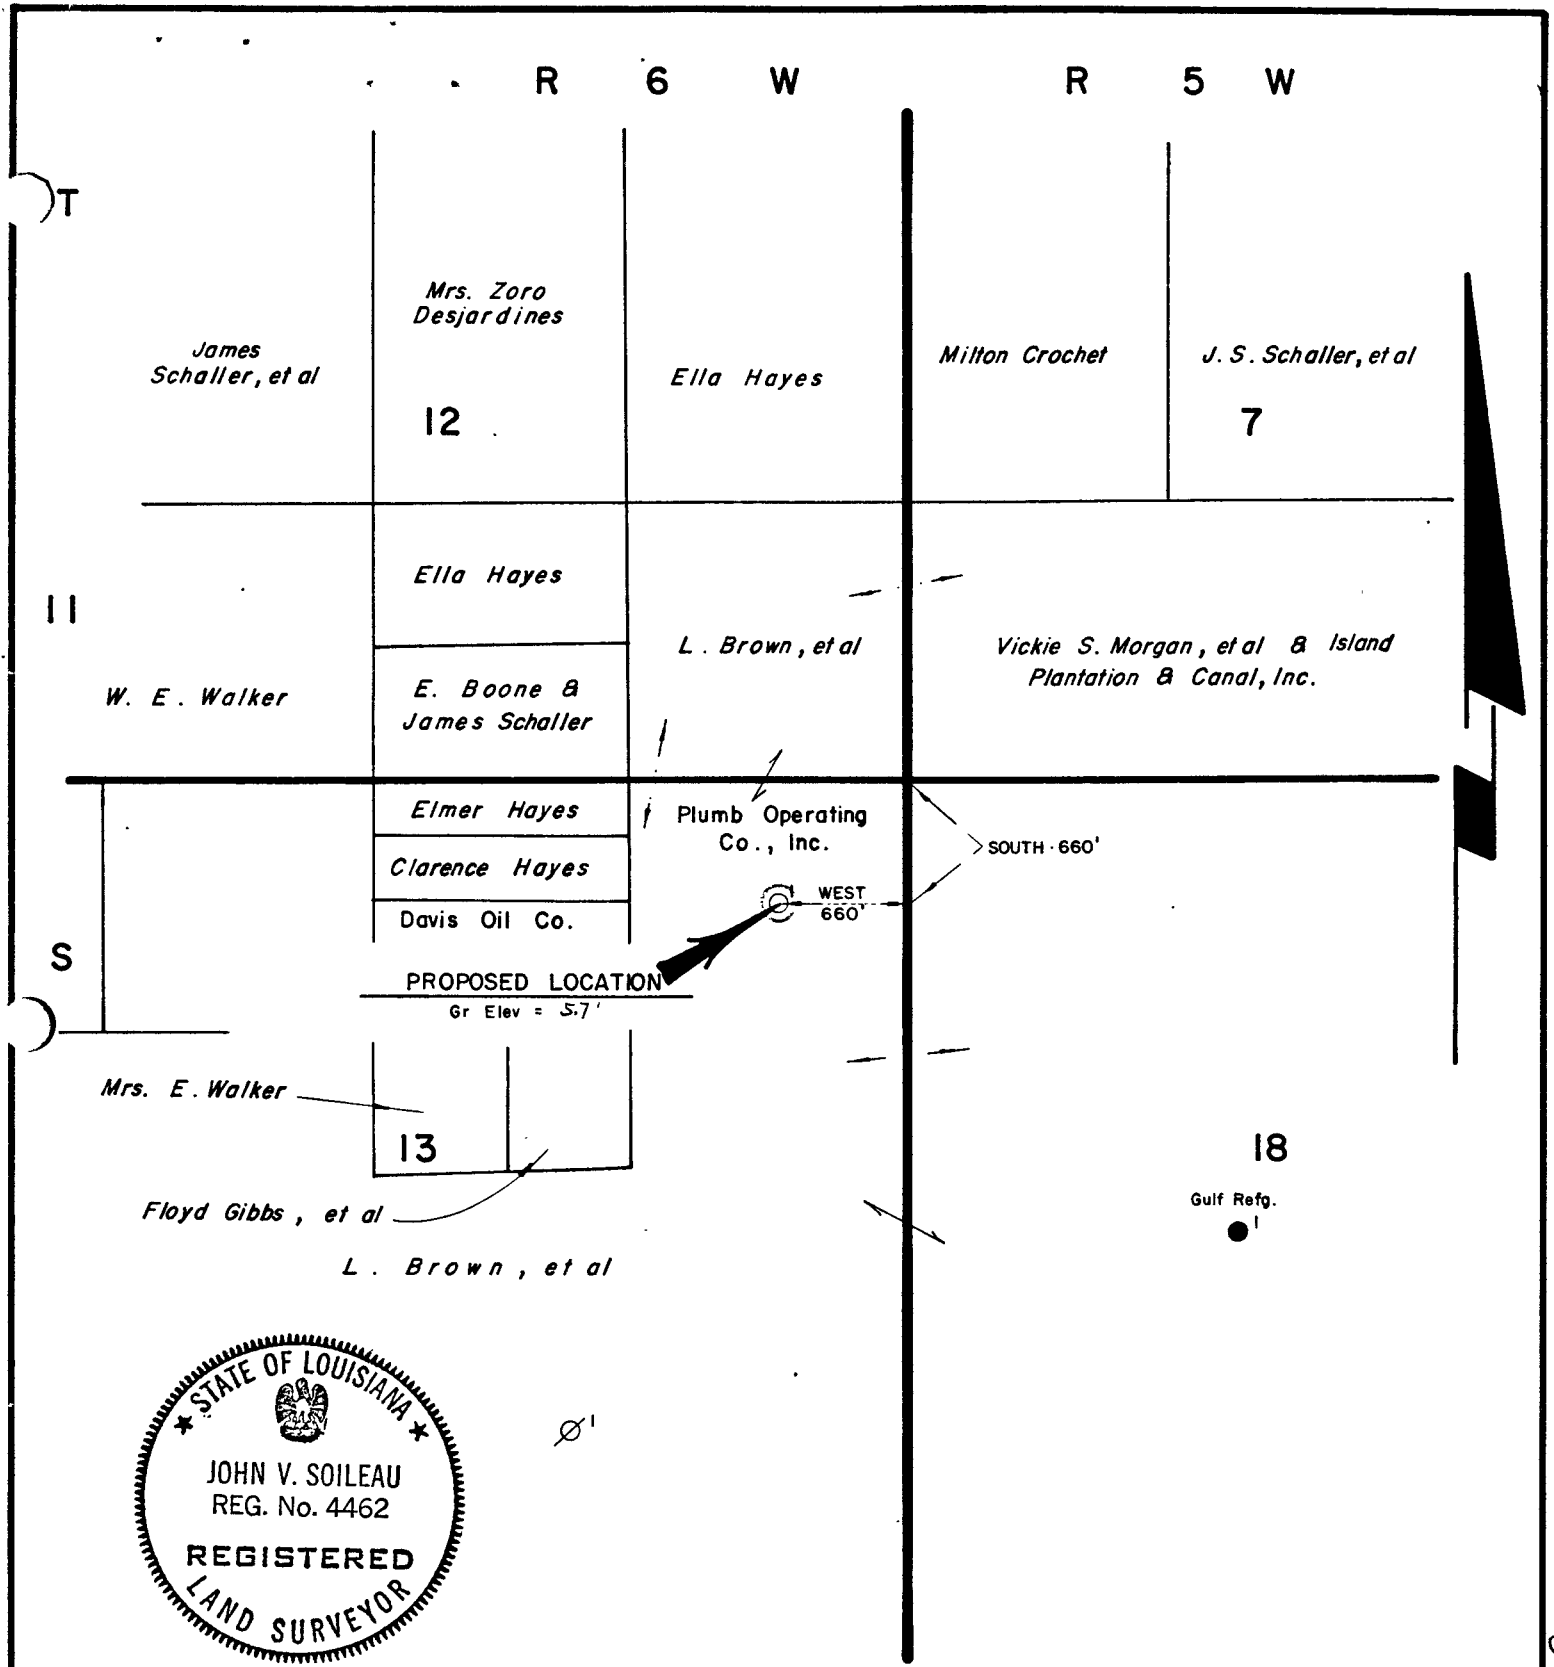 R 6 W R 5 W
T
Mrs. Zoro
Desjardines
James
Schaller, et al
Ella Hayes
Milton Crochet
J. S. Schaller, et al
12
7
11
Ella Hayes
L. Brown, et al
Vickie S. Morgan, et al & Island
Plantation & Canal, Inc.
W. E. Walker
E. Boone &
James Schaller
Elmer Hayes
Plumb Operating
Co., Inc.
SOUTH · 660'
Clarence Hayes
WEST
660'
Davis Oil Co.
S
PROPOSED LOCATION
Gr Elev = 5.7'
Mrs. E. Walker
13
18
Gulf Refg.
1
Floyd Gibbs, et al
L. Brown, et al
1
STATE OF LOUISIANA
JOHN V. SOILEAU
REG. No. 4462
REGISTERED
LAND SURVEYOR